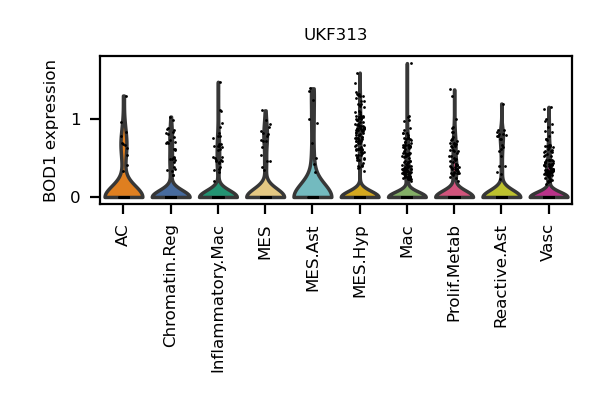 UKF313
BOD1 expression
1
0
AC
Chromatin.Reg
Inflammatory.Mac
MES
MES.Ast
MES.Hyp
Mac
Prolif.Metab
Reactive.Ast
Vasc